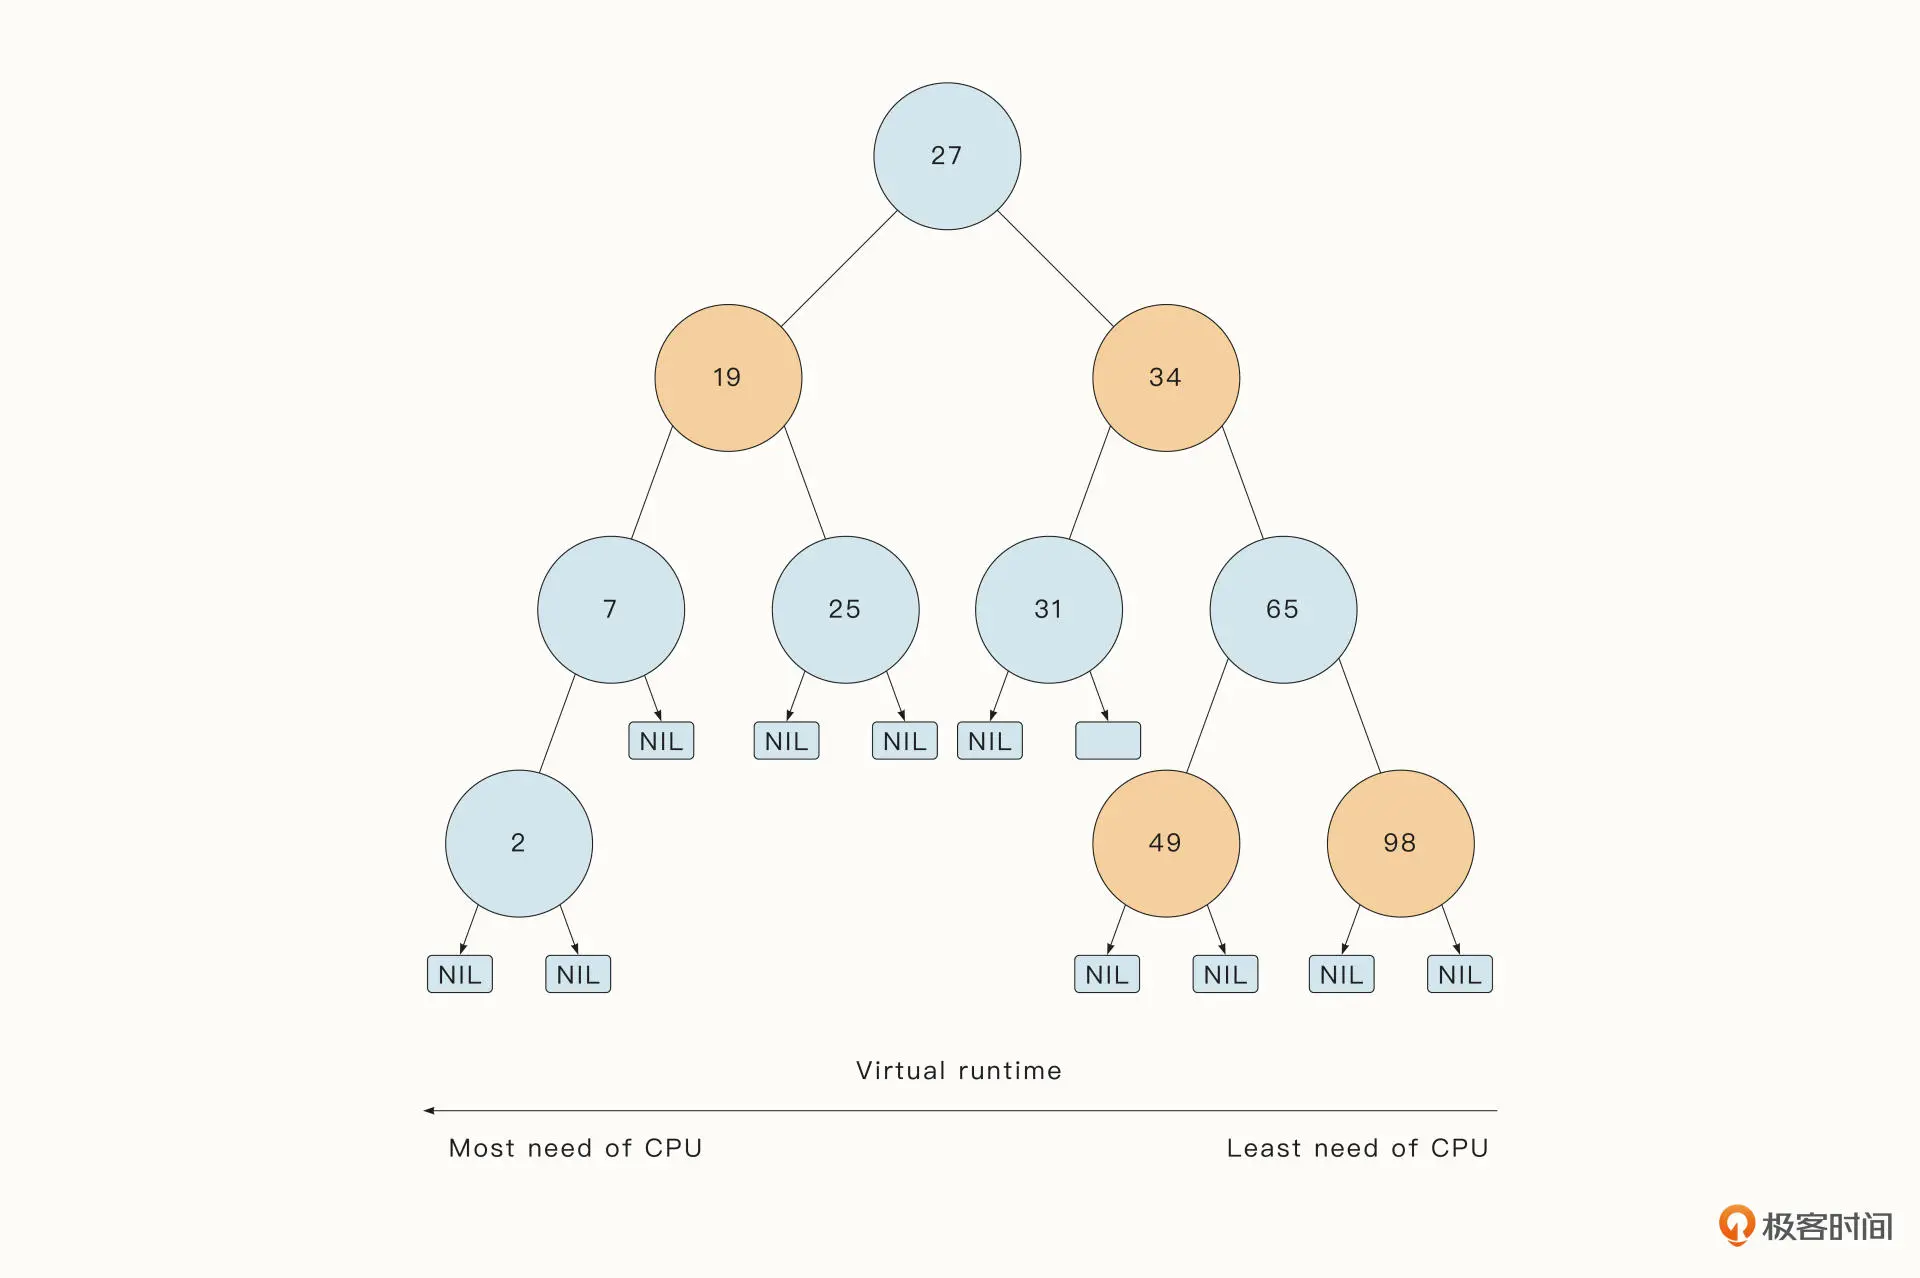 27
19
34
7
25
31
65
NIL
NIL
NIL
NIL
2
49
98
NIL
NIL
NIL
NIL
NIL
NIL
Virtual runtime
Most need of CPU
Least need of CPU
极客时间